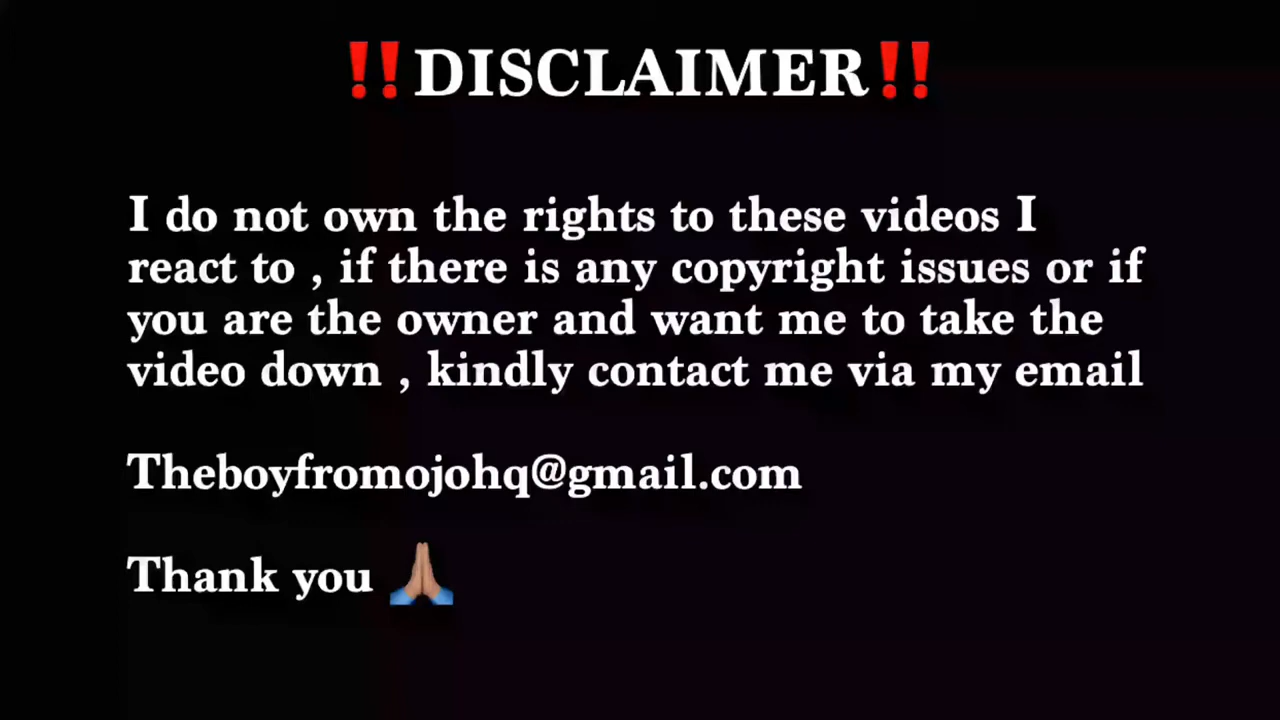 ‼️DISCLAIMER‼️
I do not own the rights to these videos I
react to , if there is any copyright issues or if
you are the owner and want me to take the
video down , kindly contact me via my email
Theboyfromojohq@gmail.com
Thank you 🙏🏽